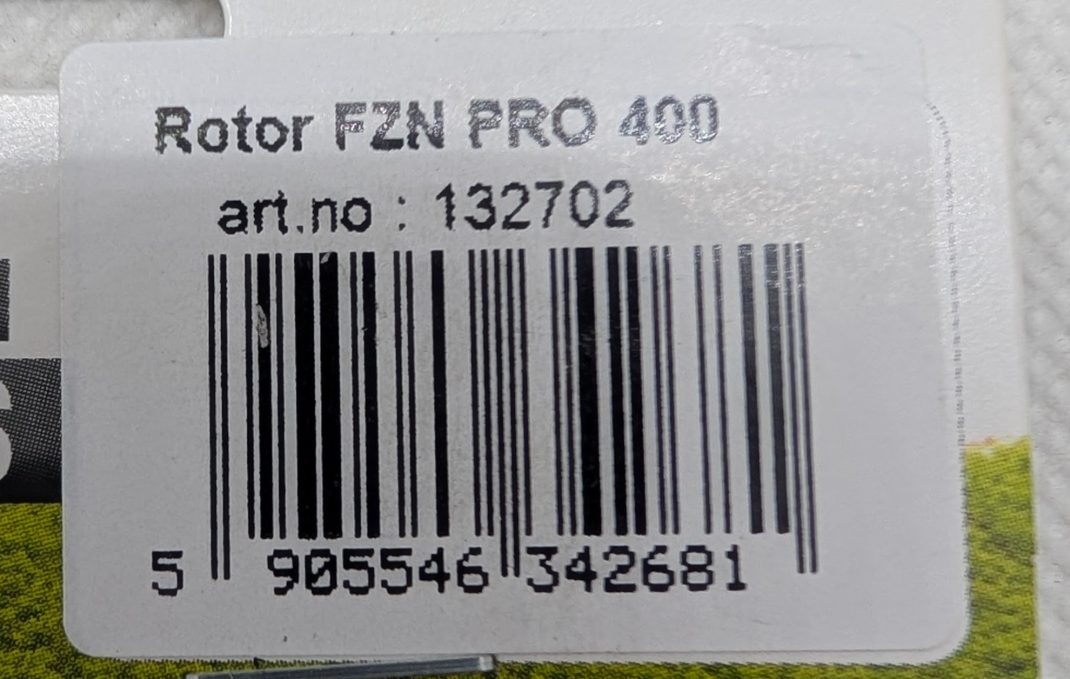 Rotor FZN PRO 400
art.no : 132702
5 905546 342681